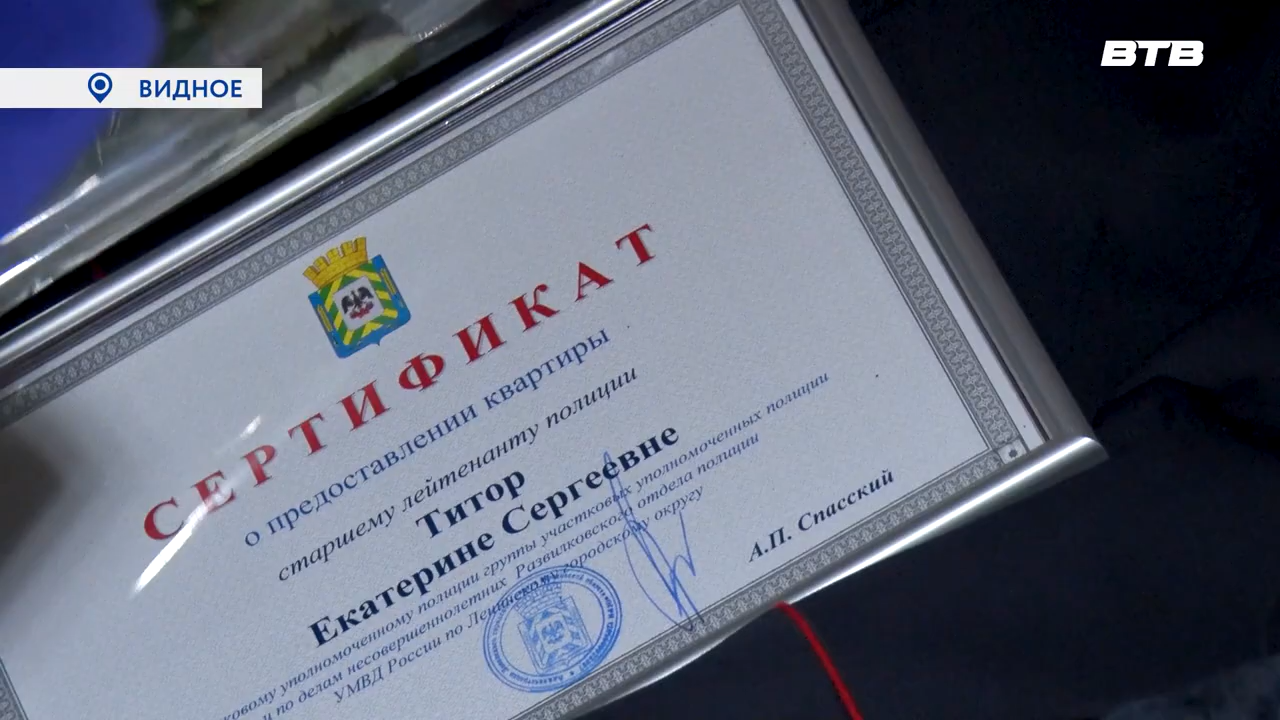 ВИДНОЕ
ВТВ
СЕРТИФИКАТ
о предоставлении квартиры
старшему лейтенанту полиции
Титор
Екатерине Сергеевне
уполномоченному полиции группы участковых уполномоченных полиции
по делам несовершеннолетних Развилковского отдела полиции
УМВД России по Ленинскому городскому округу
А.П. Спасский